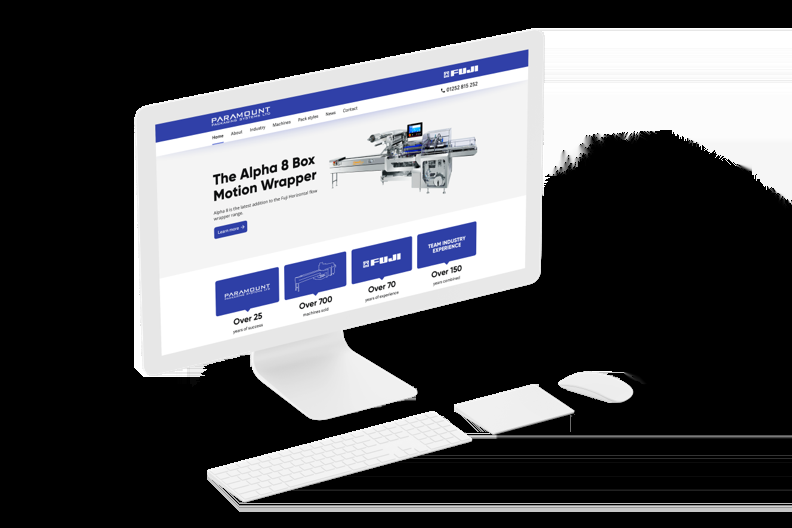 PARAMOUNT
PACKAGING SYSTEMS LTD
FUJI
01252 815 252
Home About Industry Machines Pack styles News Contact
The Alpha 8 Box
Motion Wrapper
Alpha 8 is the latest addition to the Fuji Horizontal flow
wrapper range.
Learn more →
PARAMOUNT
PACKAGING SYSTEMS LTD
FUJI
TEAM INDUSTRY
EXPERIENCE
Over 25
years of success
Over 700
machines sold
Over 70
years of experience
Over 150
years combined